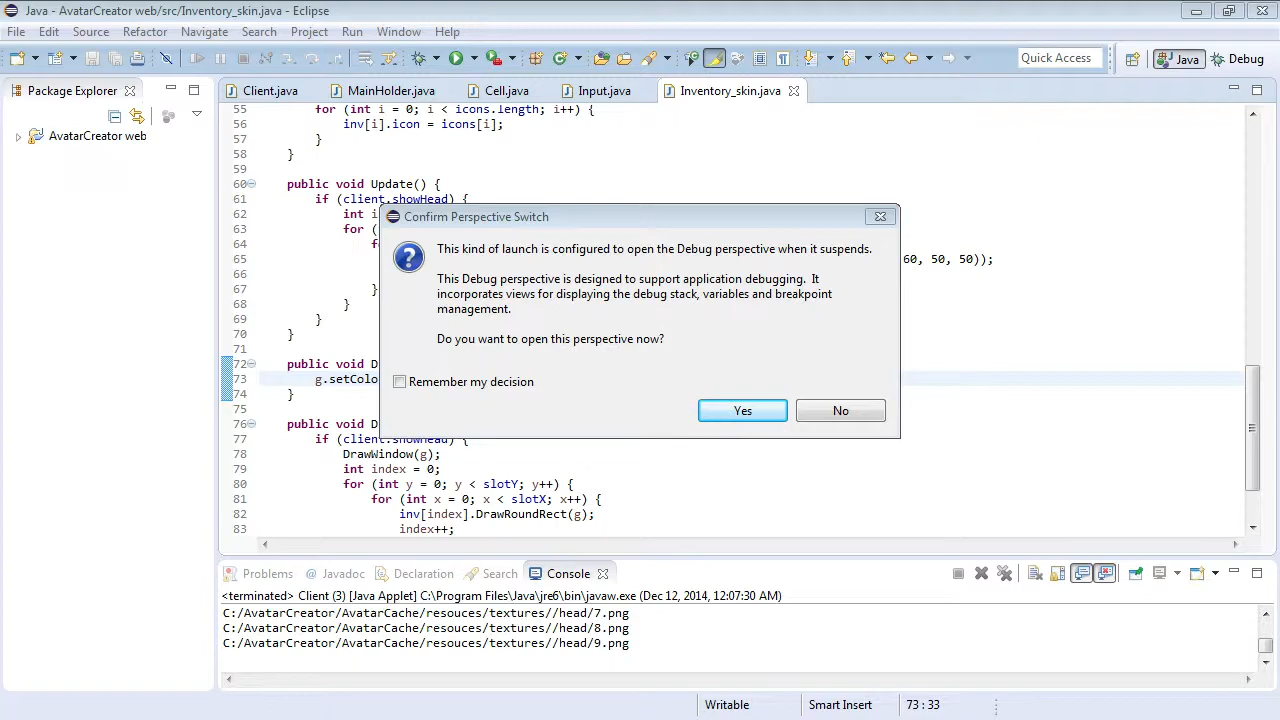 Java - AvatarCreator web/src/Inventory_skin.java - Eclipse
File Edit Source Refactor Navigate Search Project Run Window Help
Quick Access Java Debug
Package Explorer Client.java MainHolder.java Cell.java Input.java Inventory_skin.java
AvatarCreator web
55 for (int i = 0; i < icons.length; i++) {
56 inv[i].icon = icons[i];
57 }
58 }
59
60 public void Update() {
61 if (client.showHead) {
62 int i
63 for (
64 fo
65 60, 50, 50));
66
67 }
68 }
69 }
70 }
71
72 public void D
73 g.setColo
74 }
75
76 public void D
77 if (client.showHead) {
78 DrawWindow(g);
79 int index = 0;
80 for (int y = 0; y < slotY; y++) {
81 for (int x = 0; x < slotX; x++) {
82 inv[index].DrawRoundRect(g);
83 index++;
Confirm Perspective Switch
This kind of launch is configured to open the Debug perspective when it suspends.
This Debug perspective is designed to support application debugging. It
incorporates views for displaying the debug stack, variables and breakpoint
management.
Do you want to open this perspective now?
Remember my decision
Yes No
Problems @ Javadoc Declaration Search Console
<terminated> Client (3) [Java Applet] C:\Program Files\Java\jre6\bin\javaw.exe (Dec 12, 2014, 12:07:30 AM)
C:/AvatarCreator/AvatarCache/resouces/textures//head/7.png
C:/AvatarCreator/AvatarCache/resouces/textures//head/8.png
C:/AvatarCreator/AvatarCache/resouces/textures//head/9.png
Writable Smart Insert 73 : 33